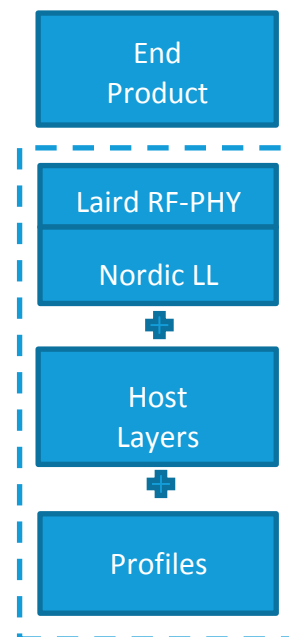 End
Product
Laird RF-PHY
Nordic LL
Host
Layers
Profiles